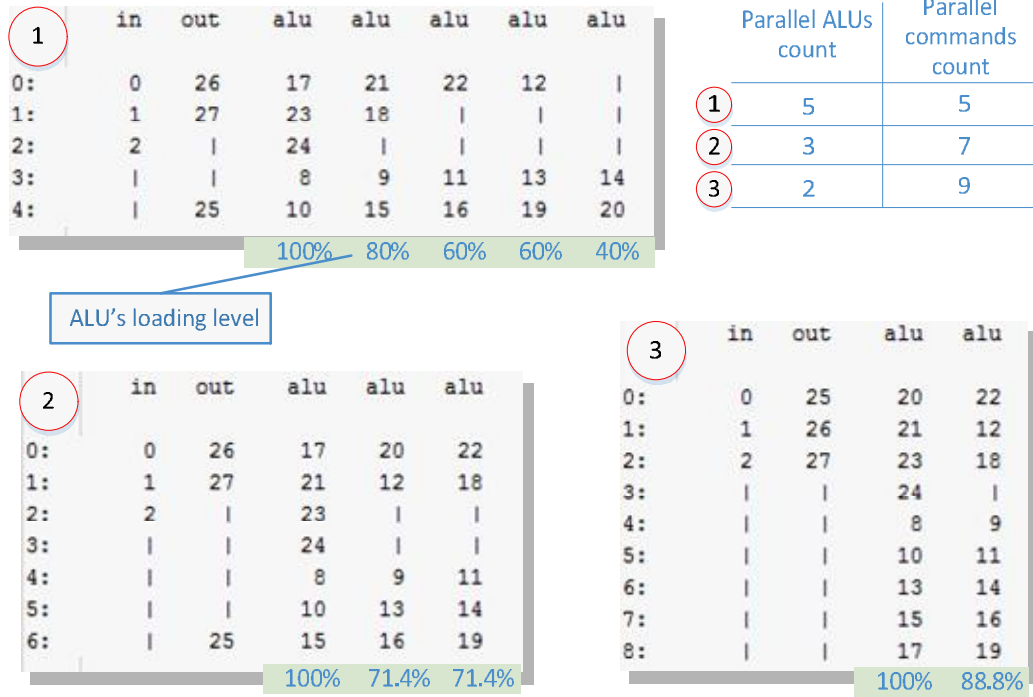 1
in out alu alu alu alu alu
0: 0 26 17 21 22 12 |
1: 1 27 23 18 | | |
2: 2 | 24 | | | |
3: | | 8 9 11 13 14
4: | 25 10 15 16 19 20
100% 80% 60% 60% 40%
ALU's loading level
Parallel ALUs count
Parallel commands count
1 5 5
2 3 7
3 2 9
2
in out alu alu alu
0: 0 26 17 20 22
1: 1 27 21 12 18
2: 2 | 23 | |
3: | | 24 | |
4: | | 8 9 11
5: | | 10 13 14
6: | 25 15 16 19
100% 71.4% 71.4%
3
in out alu alu
0: 0 25 20 22
1: 1 26 21 12
2: 2 27 23 18
3: | | 24 |
4: | | 8 9
5: | | 10 11
6: | | 13 14
7: | | 15 16
8: | | 17 19
100% 88.8%